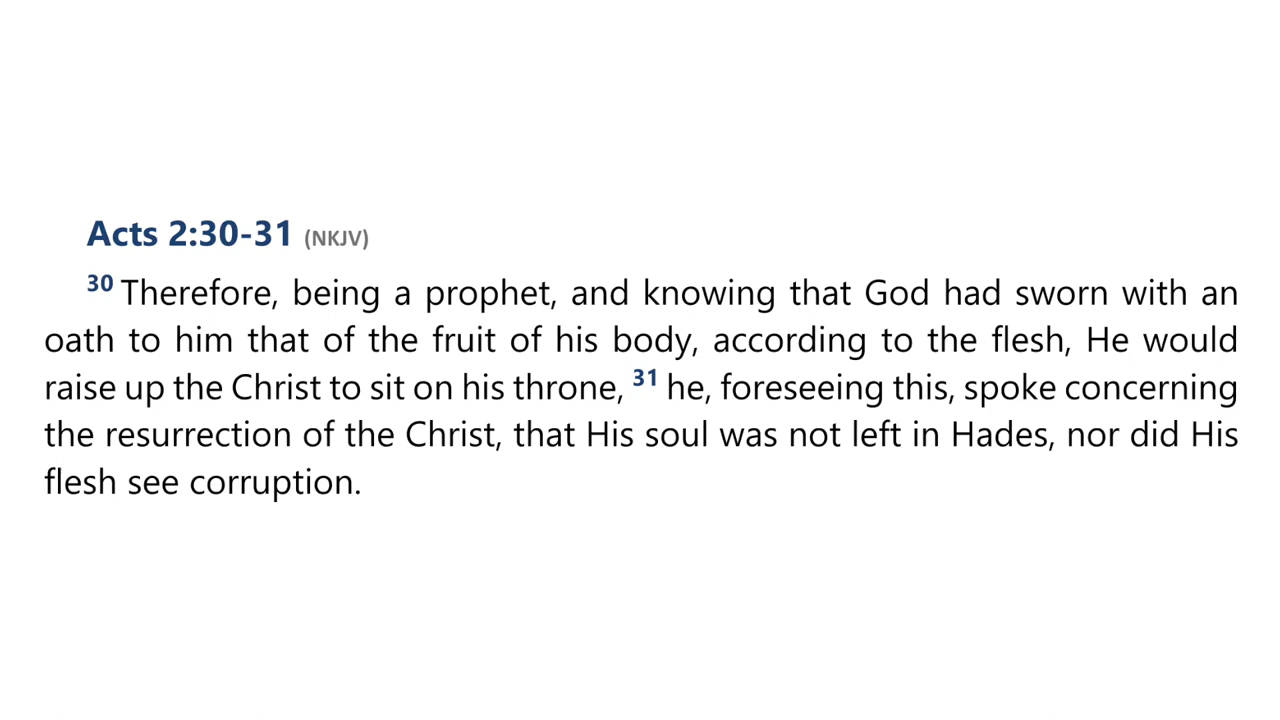 Acts 2:30-31 (NKJV)
30 Therefore, being a prophet, and knowing that God had sworn with an
oath to him that of the fruit of his body, according to the flesh, He would
raise up the Christ to sit on his throne, 31 he, foreseeing this, spoke concerning
the resurrection of the Christ, that His soul was not left in Hades, nor did His
flesh see corruption.